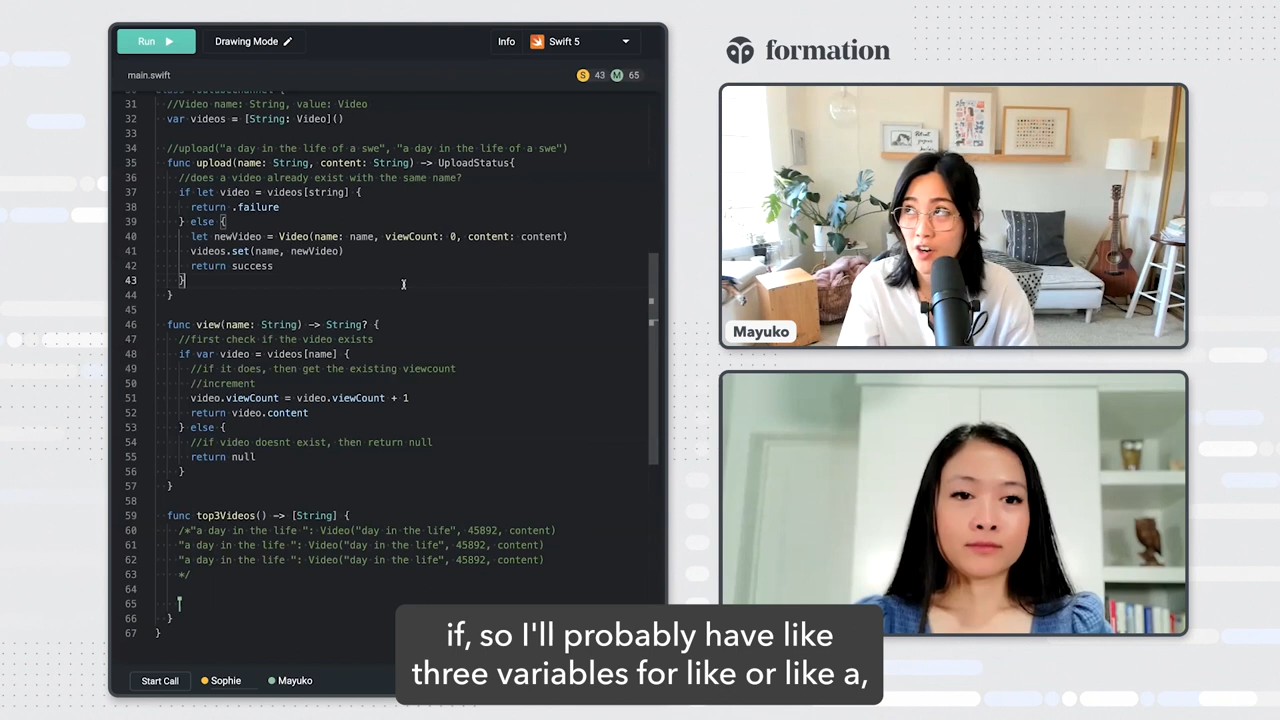 Run
Drawing Mode
Info
Swift 5
main.swift
S 43 M 65
31 //Video name: String, value: Video
32 var videos = [String: Video]()
33
34 //upload("a day in the life of a swe", "a day in the life of a swe")
35 func upload(name: String, content: String) -> UploadStatus{
36 //does a video already exist with the same name?
37 if let video = videos[string] {
38 return .failure
39 } else {
40 let newVideo = Video(name: name, viewCount: 0, content: content)
41 videos.set(name, newVideo)
42 return success
43 }
44 }
45
46 func view(name: String) -> String? {
47 //first check if the video exists
48 if var video = videos[name] {
49 //if it does, then get the existing viewcount
50 //increment
51 video.viewCount = video.viewCount + 1
52 return video.content
53 } else {
54 //if video doesnt exist, then return null
55 return null
56 }
57 }
58
59 func top3Videos() -> [String] {
60 /*"a day in the life ": Video("day in the life", 45892, content)
61 "a day in the life ": Video("day in the life", 45892, content)
62 "a day in the life ": Video("day in the life", 45892, content)
63 */
64
65
66 }
67 }
Start Call
Sophie
Mayuko
formation
Mayuko
if, so I'll probably have like
three variables for like or like a,